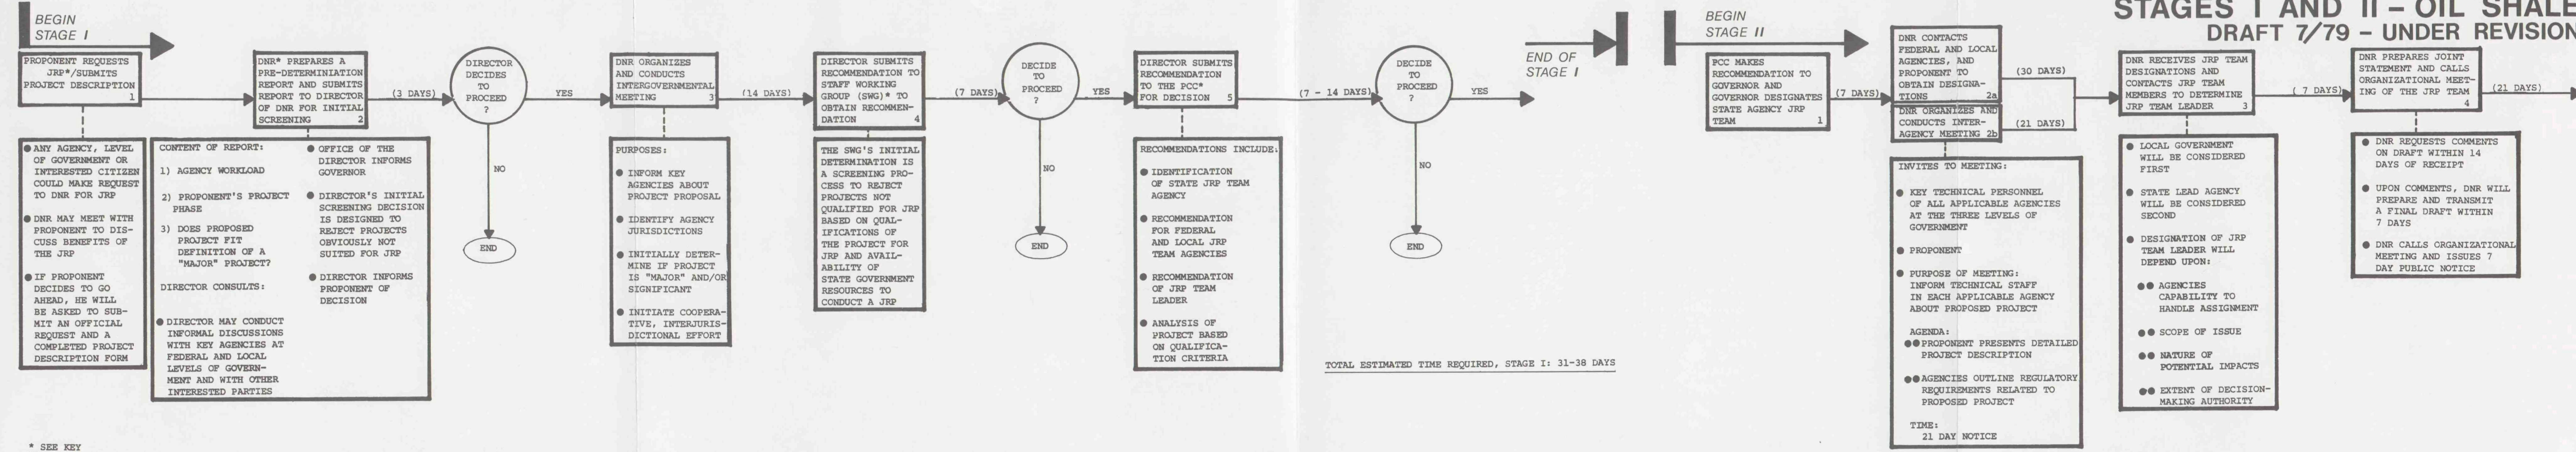 STAGES I AND II – OIL SHALE
DRAFT 7/79 – UNDER REVISION
BEGIN
STAGE I
PROPONENT REQUESTS
JRP*/SUBMITS
PROJECT DESCRIPTION
1
DNR* PREPARES A
PRE-DETERMINIATION
REPORT AND SUBMITS
REPORT TO DIRECTOR
OF DNR FOR INITIAL
SCREENING 2
(3 DAYS)
DIRECTOR
DECIDES
TO
PROCEED
?
YES
NO
END
DNR ORGANIZES
AND CONDUCTS
INTERGOVERNMENTAL
MEETING 3
(14 DAYS)
DIRECTOR SUBMITS
RECOMMENDATION TO
STAFF WORKING
GROUP (SWG)* TO
OBTAIN RECOMMEN-
DATION 4
(7 DAYS)
DECIDE
TO
PROCEED
?
YES
NO
END
DIRECTOR SUBMITS
RECOMMENDATION
TO THE PCC*
FOR DECISION 5
(7 - 14 DAYS)
DECIDE
TO
PROCEED
?
YES
NO
END
END OF
STAGE I
BEGIN
STAGE II
PCC MAKES
RECOMMENDATION TO
GOVERNOR AND
GOVERNOR DESIGNATES
STATE AGENCY JRP
TEAM 1
(7 DAYS)
DNR CONTACTS
FEDERAL AND LOCAL
AGENCIES, AND
PROPONENT TO
OBTAIN DESIGNA-
TIONS 2a
DNR ORGANIZES AND
CONDUCTS INTER-
AGENCY MEETING 2b
(30 DAYS)
(21 DAYS)
DNR RECEIVES JRP TEAM
DESIGNATIONS AND
CONTACTS JRP TEAM
MEMBERS TO DETERMINE
JRP TEAM LEADER 3
( 7 DAYS)
DNR PREPARES JOINT
STATEMENT AND CALLS
ORGANIZATIONAL MEET-
ING OF THE JRP TEAM
4
(21 DAYS)
● ANY AGENCY, LEVEL
OF GOVERNMENT OR
INTERESTED CITIZEN
COULD MAKE REQUEST
TO DNR FOR JRP
● DNR MAY MEET WITH
PROPONENT TO DIS-
CUSS BENEFITS OF
THE JRP
● IF PROPONENT
DECIDES TO GO
AHEAD, HE WILL
BE ASKED TO SUB-
MIT AN OFFICIAL
REQUEST AND A
COMPLETED PROJECT
DESCRIPTION FORM
CONTENT OF REPORT:
1) AGENCY WORKLOAD
2) PROPONENT'S PROJECT
PHASE
3) DOES PROPOSED
PROJECT FIT
DEFINITION OF A
"MAJOR" PROJECT?
DIRECTOR CONSULTS:
● DIRECTOR MAY CONDUCT
INFORMAL DISCUSSIONS
WITH KEY AGENCIES AT
FEDERAL AND LOCAL
LEVELS OF GOVERN-
MENT AND WITH OTHER
INTERESTED PARTIES
● OFFICE OF THE
DIRECTOR INFORMS
GOVERNOR
● DIRECTOR'S INITIAL
SCREENING DECISION
IS DESIGNED TO
REJECT PROJECTS
OBVIOUSLY NOT
SUITED FOR JRP
● DIRECTOR INFORMS
PROPONENT OF
DECISION
PURPOSES:
● INFORM KEY
AGENCIES ABOUT
PROJECT PROPOSAL
● IDENTIFY AGENCY
JURISDICTIONS
● INITIALLY DETER-
MINE IF PROJECT
IS "MAJOR" AND/OR
SIGNIFICANT
● INITIATE COOPERA-
TIVE, INTERJURIS-
DICTIONAL EFFORT
THE SWG'S INITIAL
DETERMINATION IS
A SCREENING PRO-
CESS TO REJECT
PROJECTS NOT
QUALIFIED FOR JRP
BASED ON QUAL-
IFICATIONS OF
THE PROJECT FOR
JRP AND AVAIL-
ABILITY OF
STATE GOVERNMENT
RESOURCES TO
CONDUCT A JRP
RECOMMENDATIONS INCLUDE:
● IDENTIFICATION
OF STATE JRP TEAM
AGENCY
● RECOMMENDATION
FOR FEDERAL
AND LOCAL JRP
TEAM AGENCIES
● RECOMMENDATION
OF JRP TEAM
LEADER
● ANALYSIS OF
PROJECT BASED
ON QUALIFICA-
TION CRITERIA
TOTAL ESTIMATED TIME REQUIRED, STAGE I: 31-38 DAYS
INVITES TO MEETING:
● KEY TECHNICAL PERSONNEL
OF ALL APPLICABLE AGENCIES
AT THE THREE LEVELS OF
GOVERNMENT
● PROPONENT
● PURPOSE OF MEETING:
INFORM TECHNICAL STAFF
IN EACH APPLICABLE AGENCY
ABOUT PROPOSED PROJECT
AGENDA:
●● PROPONENT PRESENTS DETAILED
PROJECT DESCRIPTION
●● AGENCIES OUTLINE REGULATORY
REQUIREMENTS RELATED TO
PROPOSED PROJECT
TIME:
21 DAY NOTICE
● LOCAL GOVERNMENT
WILL BE CONSIDERED
FIRST
● STATE LEAD AGENCY
WILL BE CONSIDERED
SECOND
● DESIGNATION OF JRP
TEAM LEADER WILL
DEPEND UPON:
●● AGENCIES
CAPABILITY TO
HANDLE ASSIGNMENT
●● SCOPE OF ISSUE
●● NATURE OF
POTENTIAL IMPACTS
●● EXTENT OF DECISION-
MAKING AUTHORITY
● DNR REQUESTS COMMENTS
ON DRAFT WITHIN 14
DAYS OF RECEIPT
● UPON COMMENTS, DNR WILL
PREPARE AND TRANSMIT
A FINAL DRAFT WITHIN
7 DAYS
● DNR CALLS ORGANIZATIONAL
MEETING AND ISSUES 7
DAY PUBLIC NOTICE
* SEE KEY